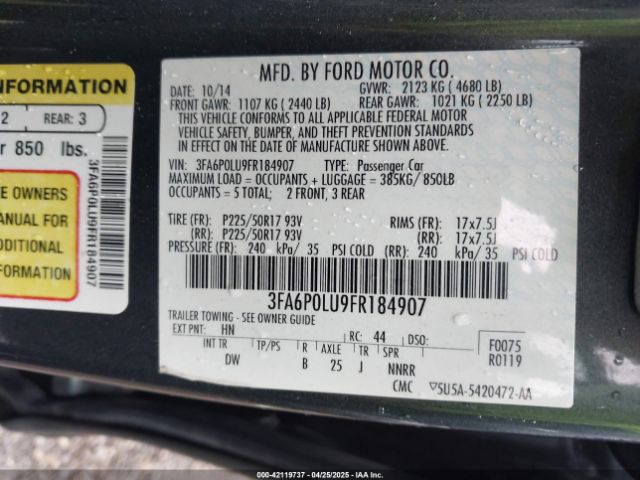 INFORMATION
2 REAR: 3
r 850 lbs.
E OWNERS
ANUAL FOR
DDITIONAL
FORMATION
3FA6P0LU9FR184907
MFD. BY FORD MOTOR CO.
DATE: 10/14 GVWR: 2123 KG ( 4680 LB)
FRONT GAWR: 1107 KG ( 2440 LB) REAR GAWR: 1021 KG ( 2250 LB)
THIS VEHICLE CONFORMS TO ALL APPLICABLE FEDERAL MOTOR
VEHICLE SAFETY, BUMPER, AND THEFT PREVENTION STANDARDS
IN EFFECT ON THE DATE OF MANUFACTURE SHOWN ABOVE.
VIN: 3FA6P0LU9FR184907 TYPE: Passenger Car
MAXIMUM LOAD = OCCUPANTS + LUGGAGE = 385KG/ 850LB
OCCUPANTS = 5 TOTAL; 2 FRONT, 3 REAR
TIRE (FR): P225/50R17 93V RIMS (FR): 17x7.5J
(RR): P225/50R17 93V (RR): 17x7.5J
PRESSURE (FR): 240 kPa/ 35 PSI COLD (RR): 240 kPa/ 35 PSI COLD
3FA6P0LU9FR184907
TRAILER TOWING - SEE OWNER GUIDE
EXT PNT: HN RC: 44 DSO: F0075
INT TR TP/PS R AXLE TR SPR R0119
DW B 25 J NNRR
CMC 5U5A-5420472-AA
00-42119737 - 04/25/2025 - IAAI.COM